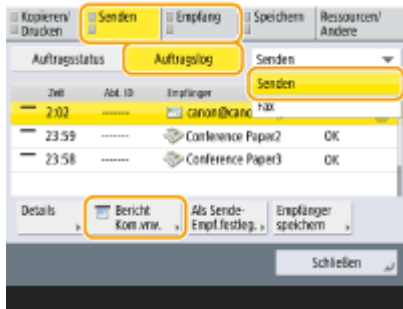 Kopieren/
Drucken
Senden
Empfang
Speichern
Ressourcen/
Andere
Auftragsstatus
Auftragslog
Senden
Senden
Fax
Zeit
Abt. ID
Empfänger
2:02
-------
canon@cano
23:59
-------
Conference Paper2
OK
23:58
-------
Conference Paper3
OK
Details
Bericht
Kom.vrw.
Als Sende-
Empf.festleg.
Empfänger
speichern
Schließen